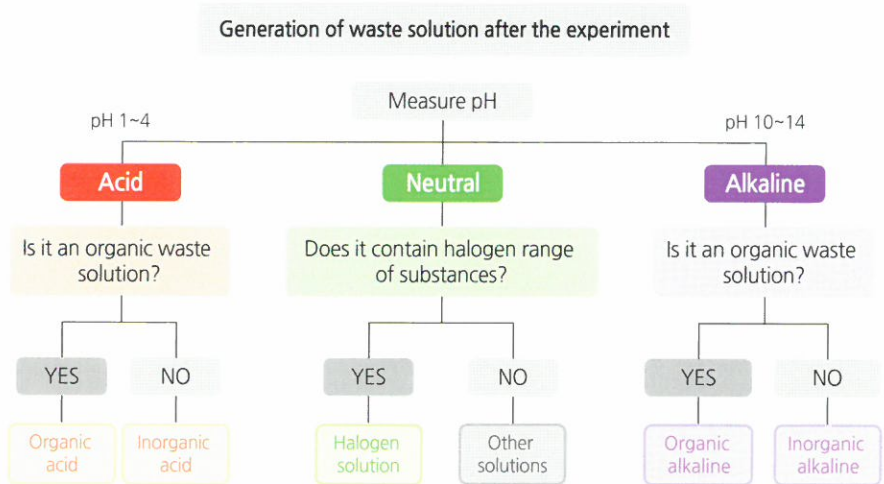 Generation of waste solution after the experiment
Measure pH
pH 1~4
pH 10~14
Acid
Neutral
Alkaline
Is it an organic waste
solution?
Does it contain halogen range
of substances?
Is it an organic waste
solution?
YES
NO
YES
NO
YES
NO
Organic
acid
Inorganic
acid
Halogen
solution
Other
solutions
Organic
alkaline
Inorganic
alkaline